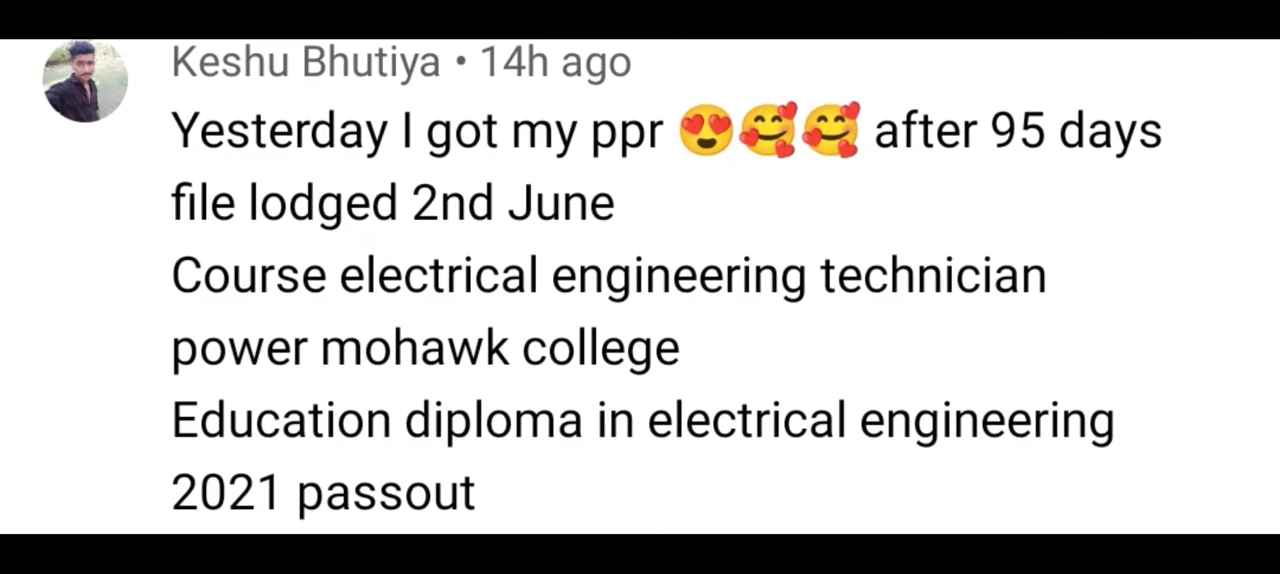 Keshu Bhutiya • 14h ago
Yesterday I got my ppr 😍🥰🥰 after 95 days
file lodged 2nd June
Course electrical engineering technician
power mohawk college
Education diploma in electrical engineering
2021 passout